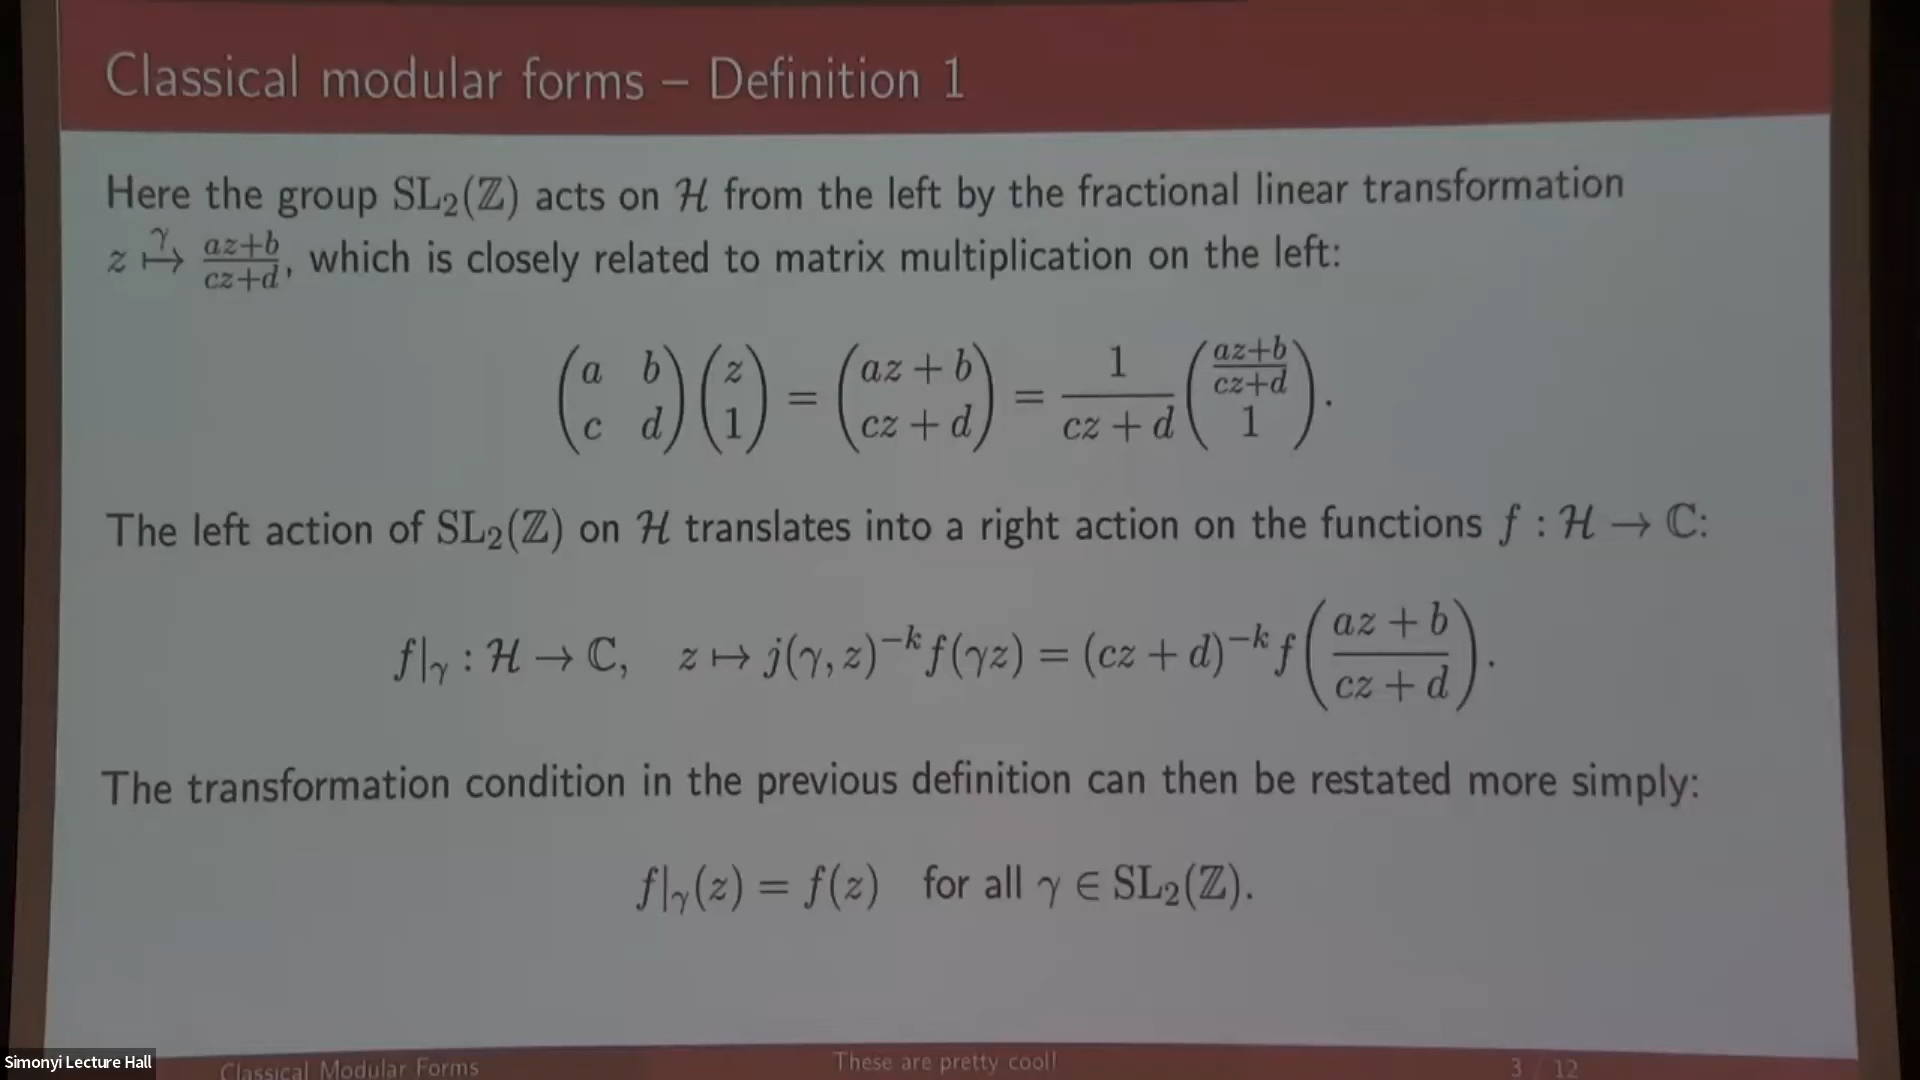 Classical modular forms – Definition 1
Here the group SL₂(ℤ) acts on ℋ from the left by the fractional linear transformation
z ↦^γ (az+b)/(cz+d), which is closely related to matrix multiplication on the left:
(a b; c d)(z; 1) = (az + b; cz + d) = 1/(cz + d) ((az+b)/(cz+d); 1).
The left action of SL₂(ℤ) on ℋ translates into a right action on the functions f : ℋ → ℂ:
f|γ : ℋ → ℂ, z ↦ j(γ, z)^−k f(γz) = (cz + d)^−k f((az + b)/(cz + d)).
The transformation condition in the previous definition can then be restated more simply:
f|γ(z) = f(z) for all γ ∈ SL₂(ℤ).
Simonyi Lecture Hall
Classical Modular Forms
These are pretty cool!
3 / 12